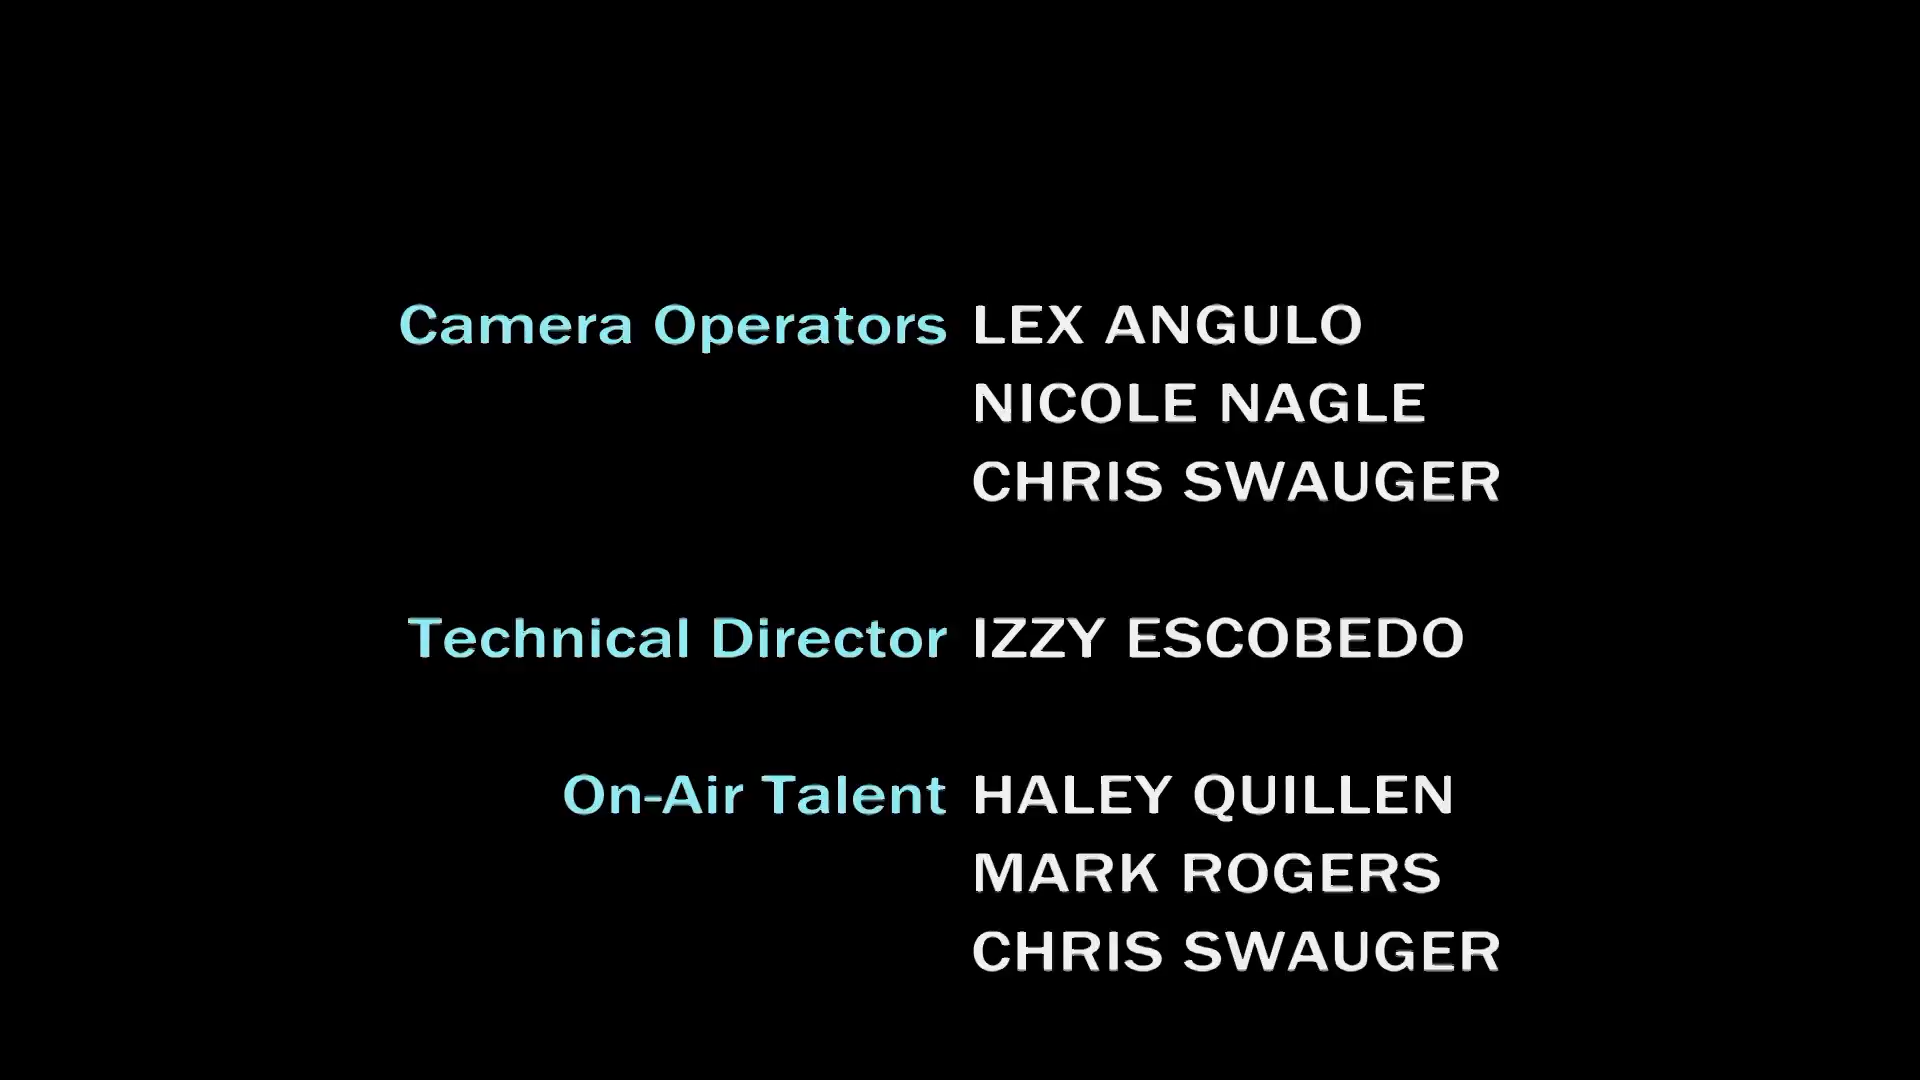 Camera Operators LEX ANGULO
NICOLE NAGLE
CHRIS SWAUGER
Technical Director IZZY ESCOBEDO
On-Air Talent HALEY QUILLEN
MARK ROGERS
CHRIS SWAUGER